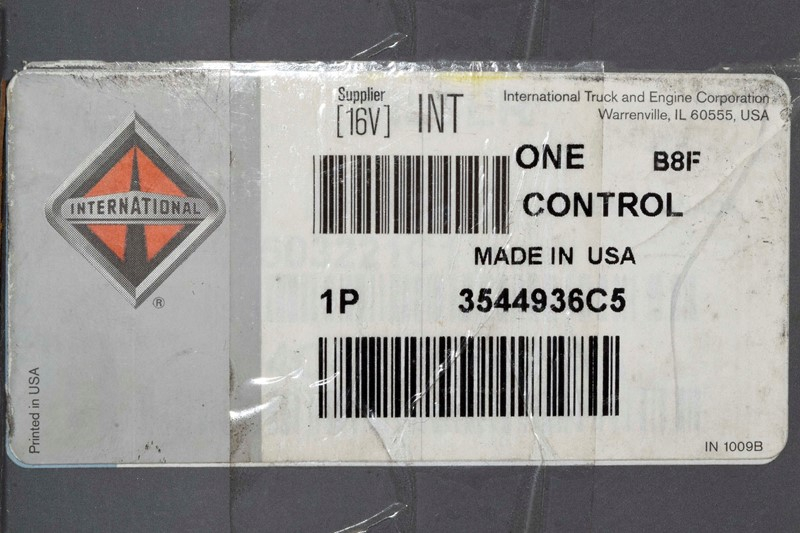 INTERNATIONAL
®
Printed in USA
Supplier
[16V] INT
International Truck and Engine Corporation
Warrenville, IL 60555, USA
ONE B8F
CONTROL
MADE IN USA
1P 3544936C5
IN 1009B